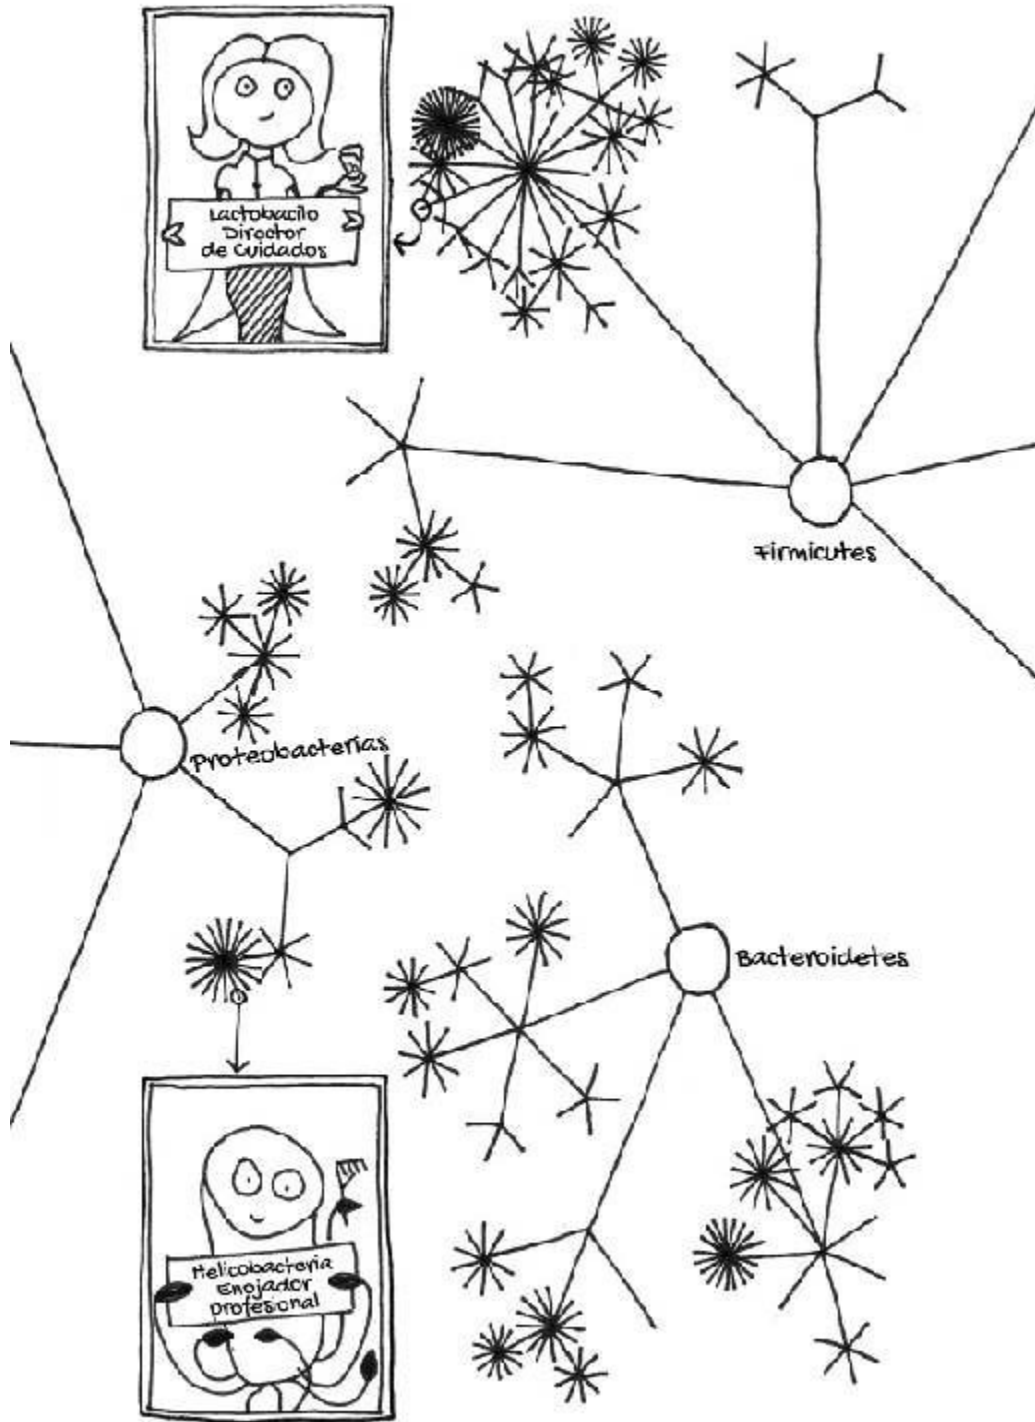 Lactobacilo
Director
de Cuidados
Firmicutes
Proteobacterias
Bacteroidetes
Helicobacteria
Enojador
Profesional